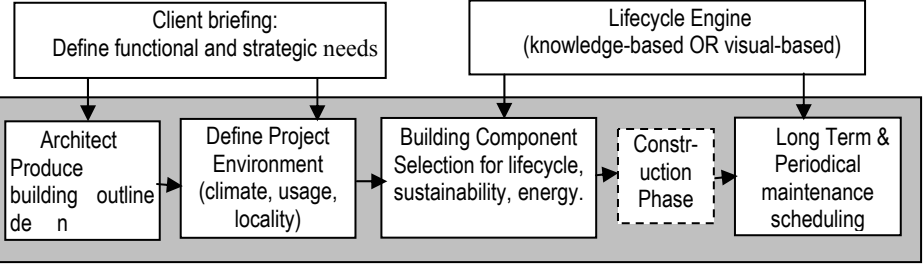 Client briefing:
Define functional and strategic needs
Lifecycle Engine
(knowledge-based OR visual-based)
Architect
Produce
building outline
de n
Define Project
Environment
(climate, usage,
locality)
Building Component
Selection for lifecycle,
sustainability, energy.
Constr-
uction
Phase
Long Term &
Periodical
maintenance
scheduling